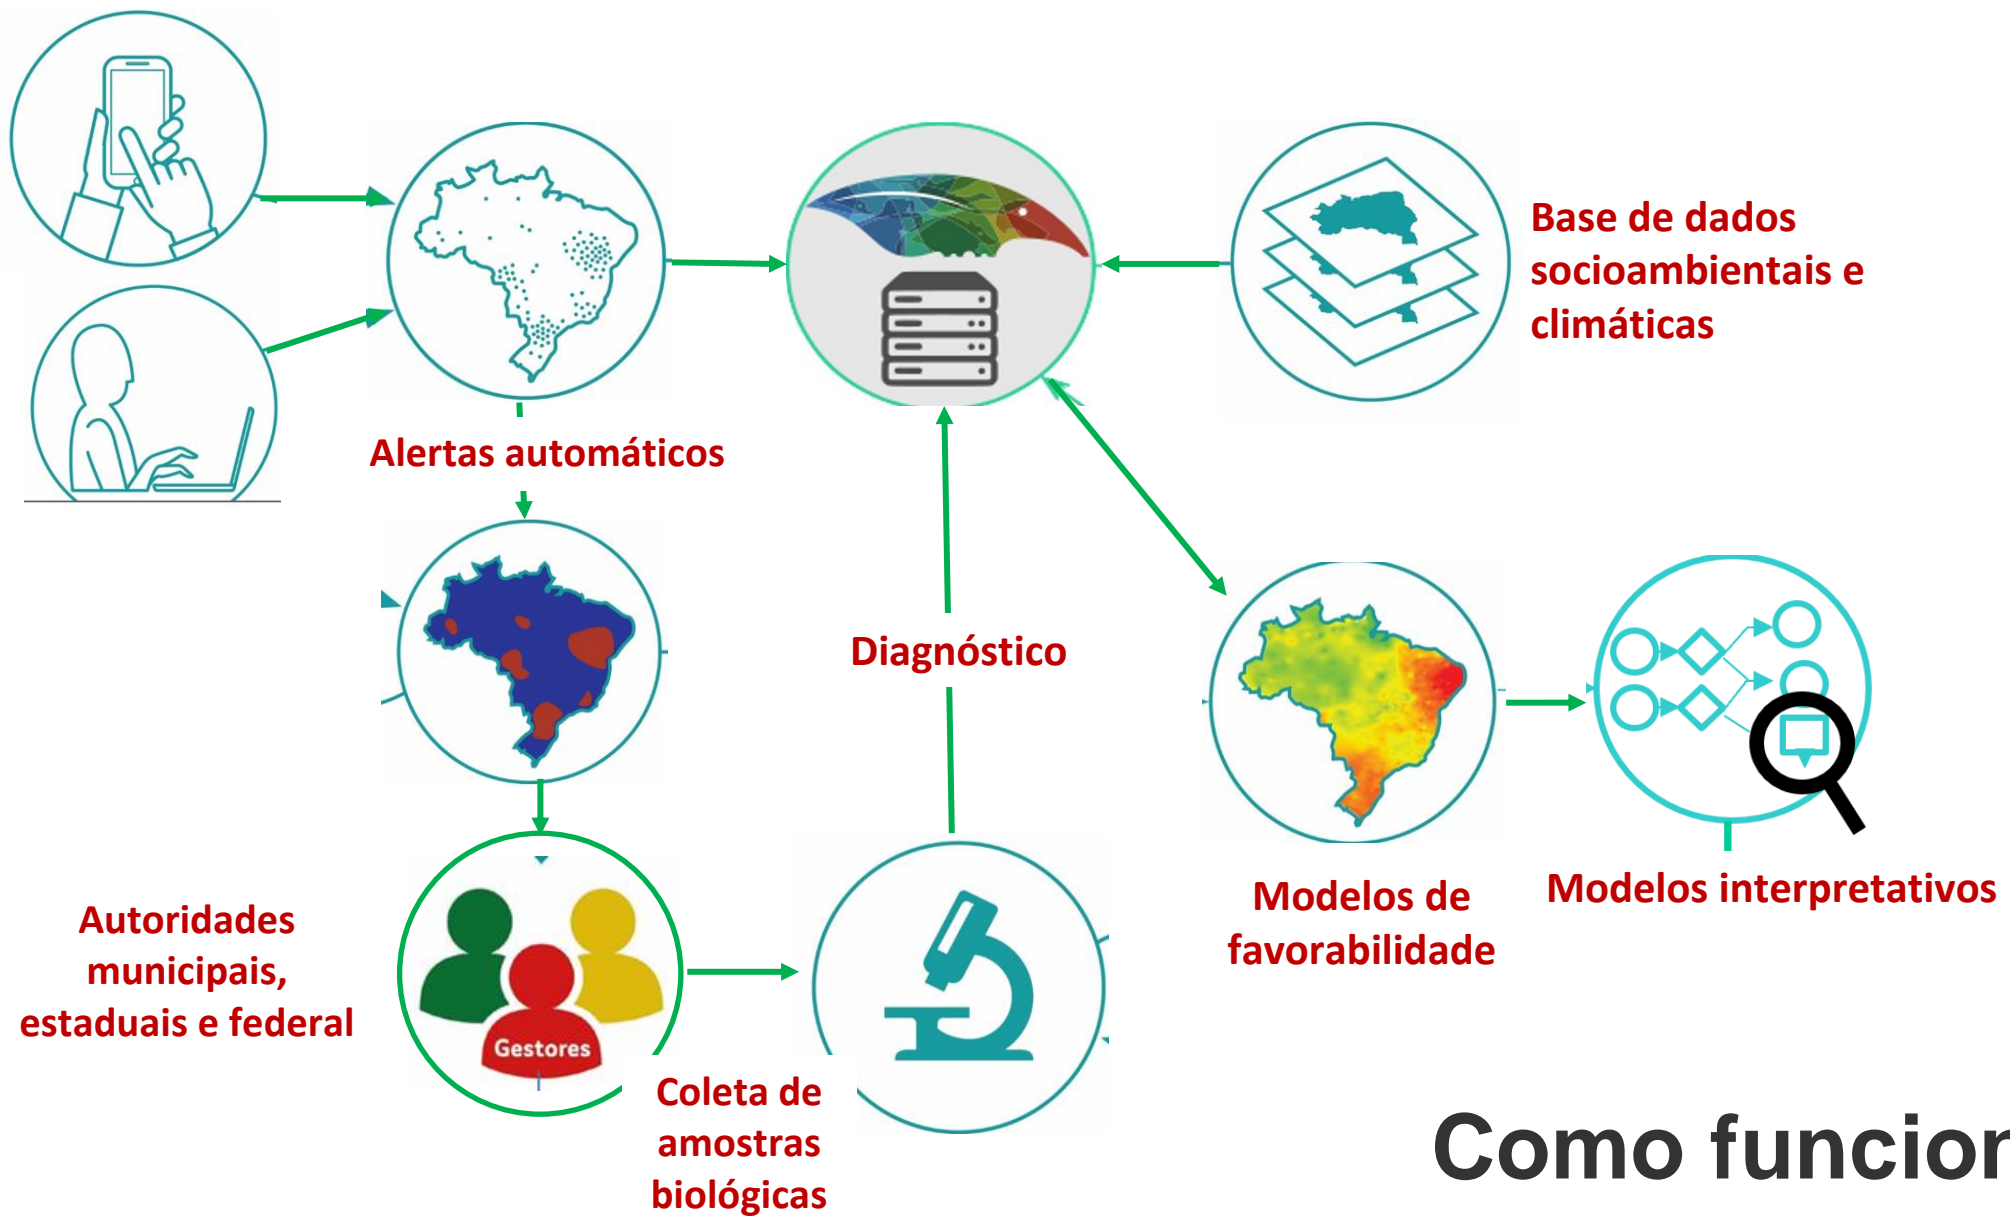 Base de dados
socioambientais e
climáticas
Alertas automáticos
Diagnóstico
Modelos de
favorabilidade
Modelos interpretativos
Autoridades
municipais,
estaduais e federal
Gestores
Coleta de
amostras
biológicas
Como funcion